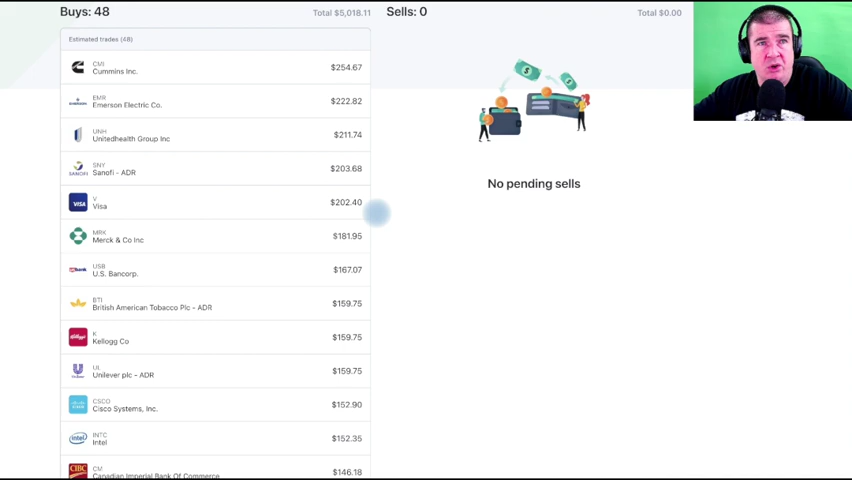 Buys: 48
Total $5,018.11
Sells: 0
Total $0.00
Estimated trades (48)
CMI
Cummins Inc.
$254.67
EMR
Emerson Electric Co.
$222.82
UNH
Unitedhealth Group Inc
$211.74
SNY
Sanofi - ADR
$203.68
SANOFI
V
Visa
$202.40
VISA
MRK
Merck & Co Inc
$181.95
USB
U.S. Bancorp.
$167.07
BTI
British American Tobacco Plc - ADR
$159.75
K
Kellogg Co
$159.75
UL
Unilever plc - ADR
$159.75
CSCO
Cisco Systems, Inc.
$152.90
INTC
Intel
$152.35
intel
CM
Canadian Imperial Bank Of Commerce
$146.18
CIBC
No pending sells